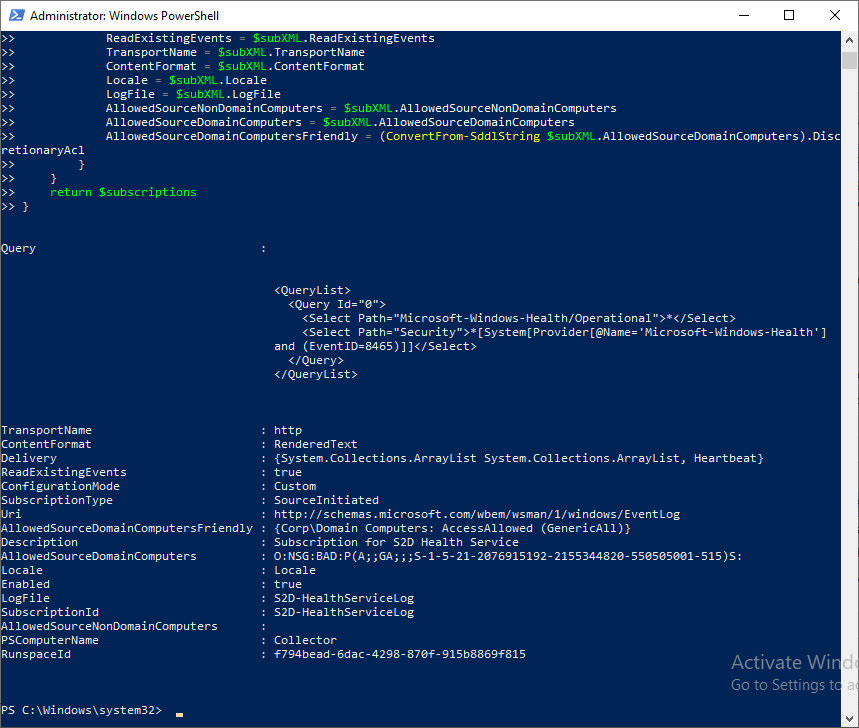 Administrator: Windows PowerShell
>>             ReadExistingEvents = $subXML.ReadExistingEvents
>>             TransportName = $subXML.TransportName
>>             ContentFormat = $subXML.ContentFormat
>>             Locale = $subXML.Locale
>>             LogFile = $subXML.LogFile
>>             AllowedSourceNonDomainComputers = $subXML.AllowedSourceNonDomainComputers
>>             AllowedSourceDomainComputers = $subXML.AllowedSourceDomainComputers
>>             AllowedSourceDomainComputersFriendly = (ConvertFrom-SddlString $subXML.AllowedSourceDomainComputers).Disc
retionaryAcl
>>         }
>>     }
>>     return $subscriptions
>> }
Query                                :
<QueryList>
  <Query Id="0">
    <Select Path="Microsoft-Windows-Health/Operational">*</Select>
    <Select Path="Security">*[System[Provider[@Name='Microsoft-Windows-Health']
and (EventID=8465)]]</Select>
  </Query>
</QueryList>
TransportName                        : http
ContentFormat                        : RenderedText
Delivery                             : {System.Collections.ArrayList System.Collections.ArrayList, Heartbeat}
ReadExistingEvents                   : true
ConfigurationMode                    : Custom
SubscriptionType                     : SourceInitiated
Uri                                  : http://schemas.microsoft.com/wbem/wsman/1/windows/EventLog
AllowedSourceDomainComputersFriendly : {Corp\Domain Computers: AccessAllowed (GenericAll)}
Description                          : Subscription for S2D Health Service
AllowedSourceDomainComputers         : O:NSG:BAD:P(A;;GA;;;S-1-5-21-2076915192-2155344820-550505001-515)S:
Locale                               : Locale
Enabled                              : true
LogFile                              : S2D-HealthServiceLog
SubscriptionId                       : S2D-HealthServiceLog
AllowedSourceNonDomainComputers      :
PSComputerName                       : Collector
RunspaceId                           : f794bead-6dac-4298-870f-915b8869f815
Activate Windo
Go to Settings to ac
PS C:\Windows\system32> _